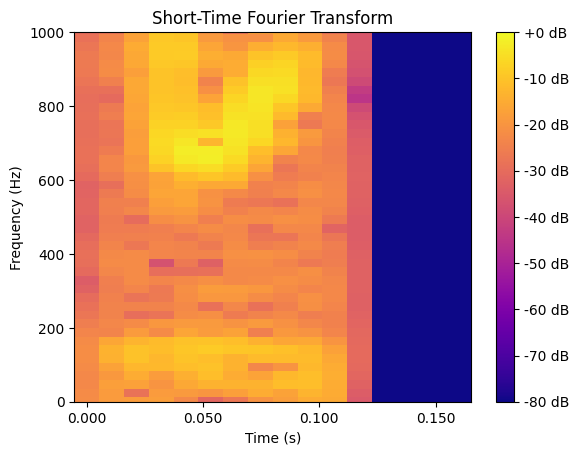 Short-Time Fourier Transform
1000
800
600
400
200
0
Frequency (Hz)
0.000
0.050
0.100
0.150
Time (s)
+0 dB
-10 dB
-20 dB
-30 dB
-40 dB
-50 dB
-60 dB
-70 dB
-80 dB